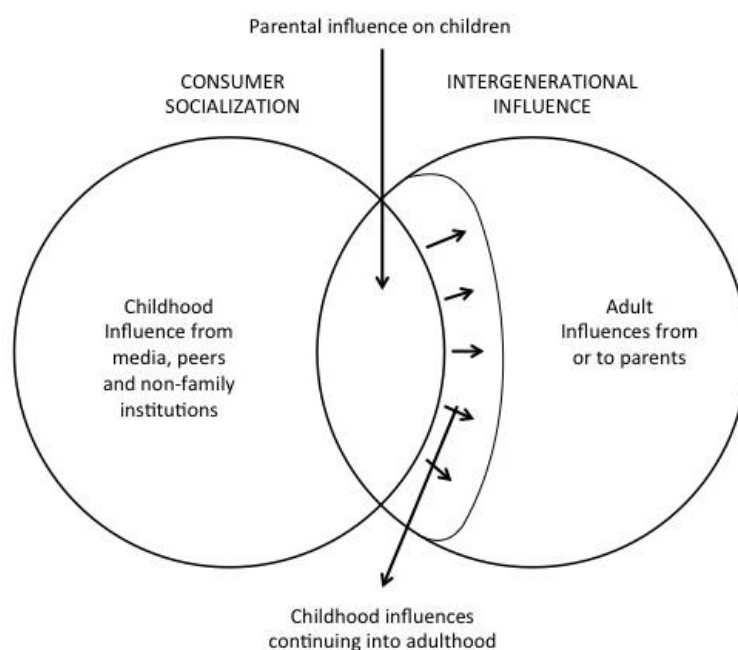 Parental influence on children
CONSUMER
SOCIALIZATION
INTERGENERATIONAL
INFLUENCE
Childhood
Influence from
media, peers
and non-family
institutions
Adult
Influences from
or to parents
Childhood influences
continuing into adulthood